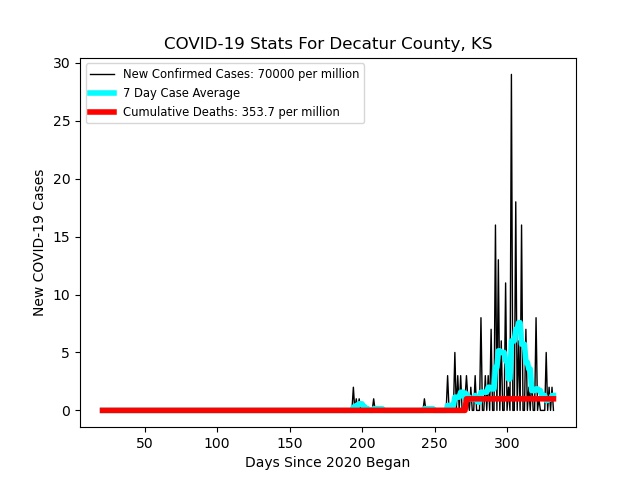 COVID-19 Stats For Decatur County, KS
New Confirmed Cases: 70000 per million
7 Day Case Average
Cumulative Deaths: 353.7 per million
New COVID-19 Cases
30
25
20
15
10
5
0
50 100 150 200 250 300
Days Since 2020 Began